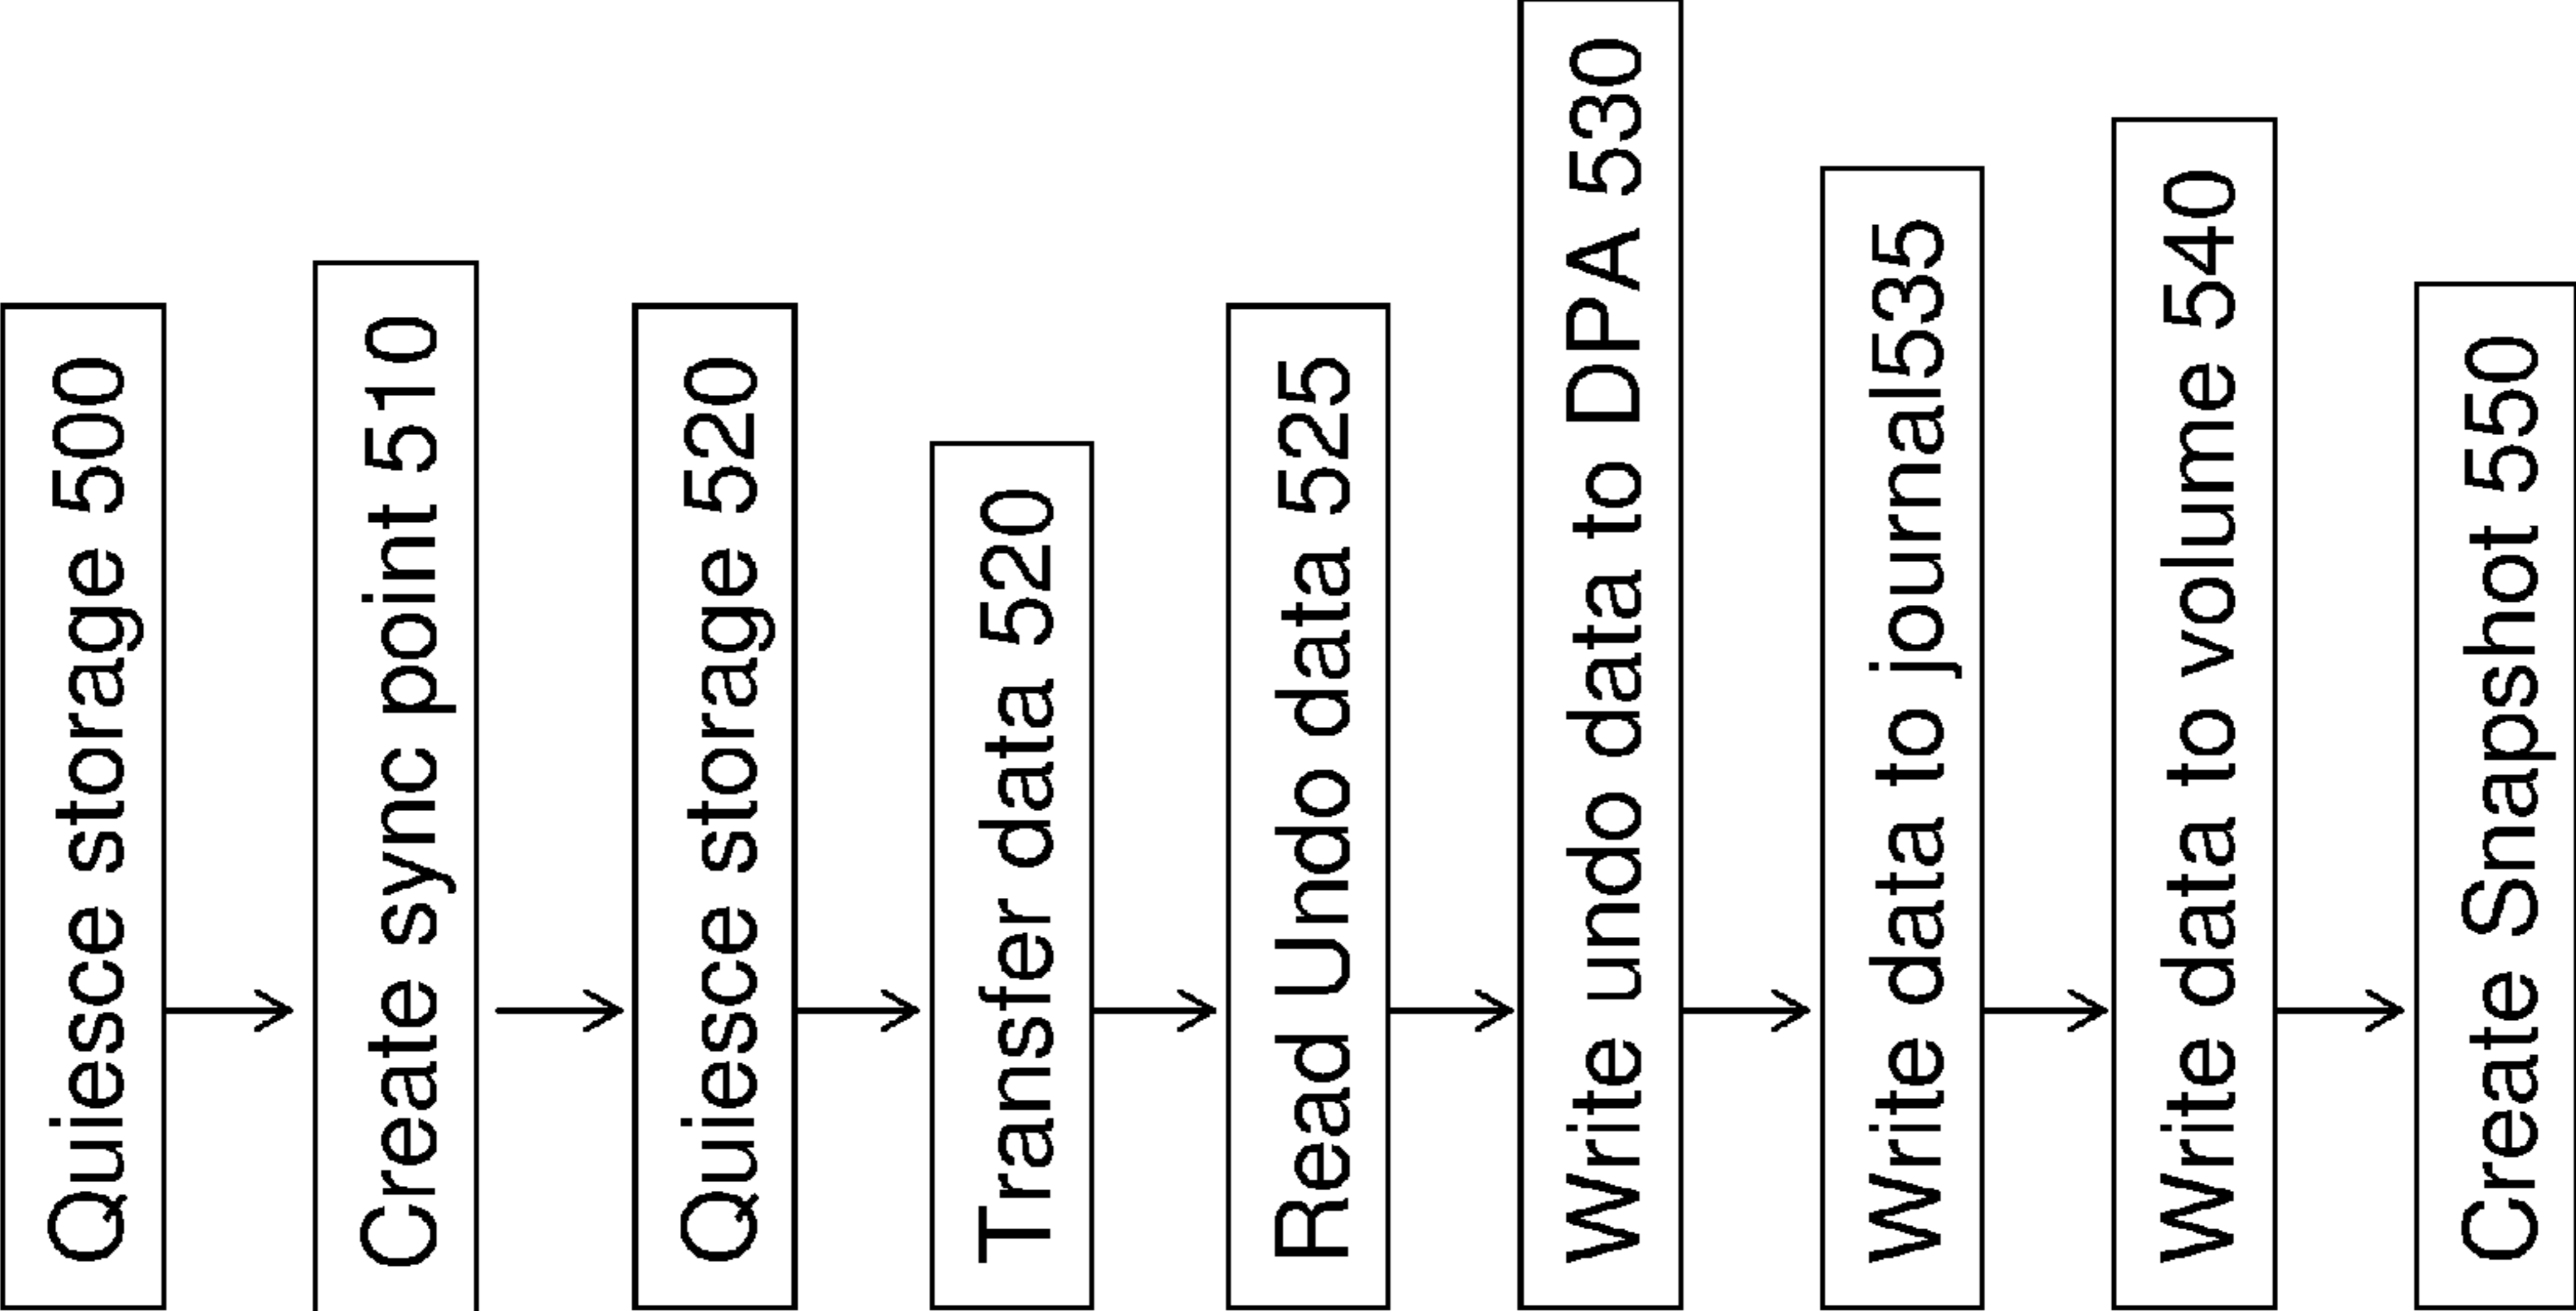 Quiesce storage 500
Create sync point 510
Quiesce storage 520
Transfer data 520
Read Undo data 525
Write undo data to DPA 530
Write data to journal535
Write data to volume 540
Create Snapshot 550